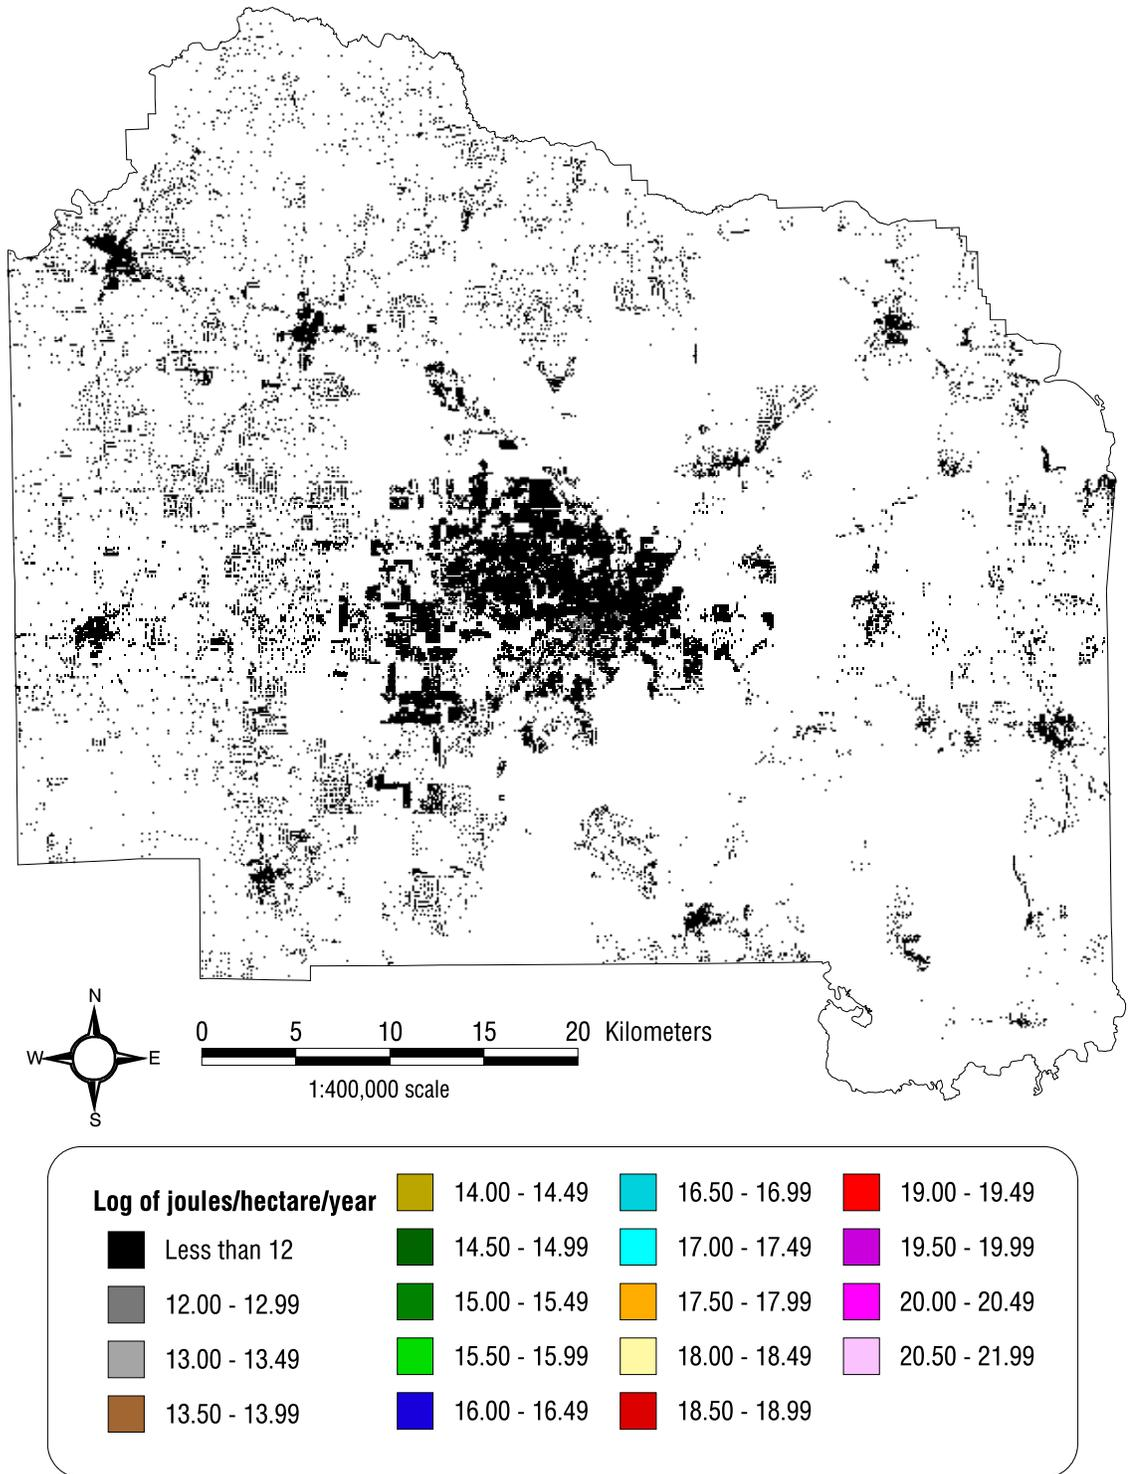 N
W E
S
0 5 10 15 20 Kilometers
1:400,000 scale
Log of joules/hectare/year
Less than 12
12.00 - 12.99
13.00 - 13.49
13.50 - 13.99
14.00 - 14.49
14.50 - 14.99
15.00 - 15.49
15.50 - 15.99
16.00 - 16.49
16.50 - 16.99
17.00 - 17.49
17.50 - 17.99
18.00 - 18.49
18.50 - 18.99
19.00 - 19.49
19.50 - 19.99
20.00 - 20.49
20.50 - 21.99